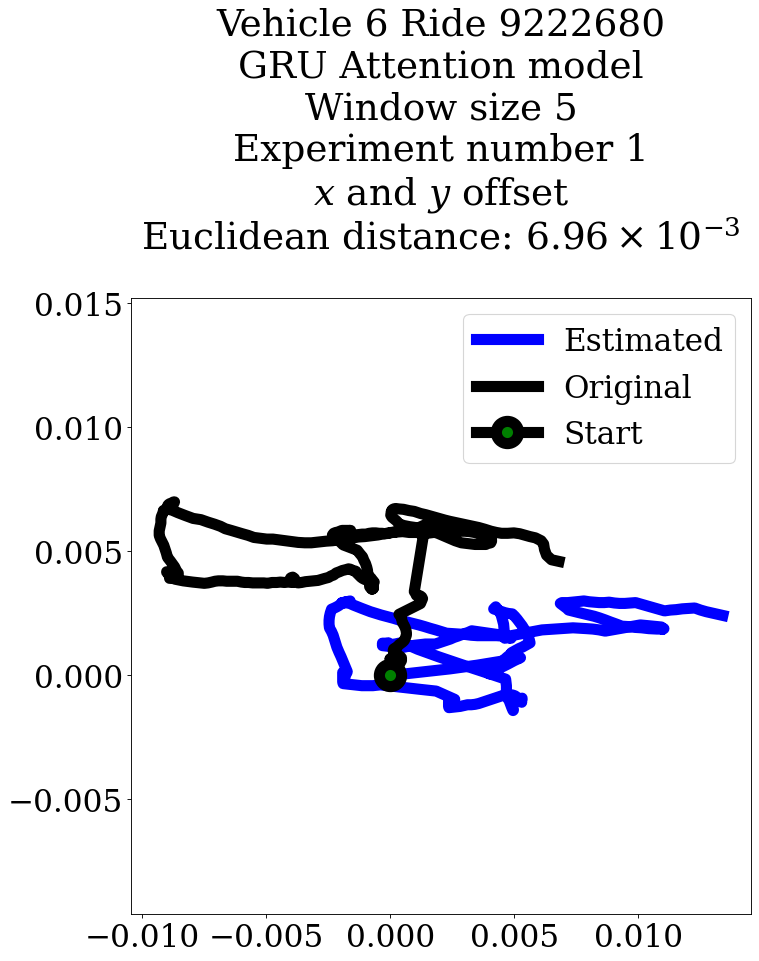 Vehicle 6 Ride 9222680
GRU Attention model
Window size 5
Experiment number 1
x and y offset
Euclidean distance: 6.96 × 10⁻³
0.015
0.010
0.005
0.000
−0.005
Estimated
Original
Start
−0.010 −0.005 0.000 0.005 0.010